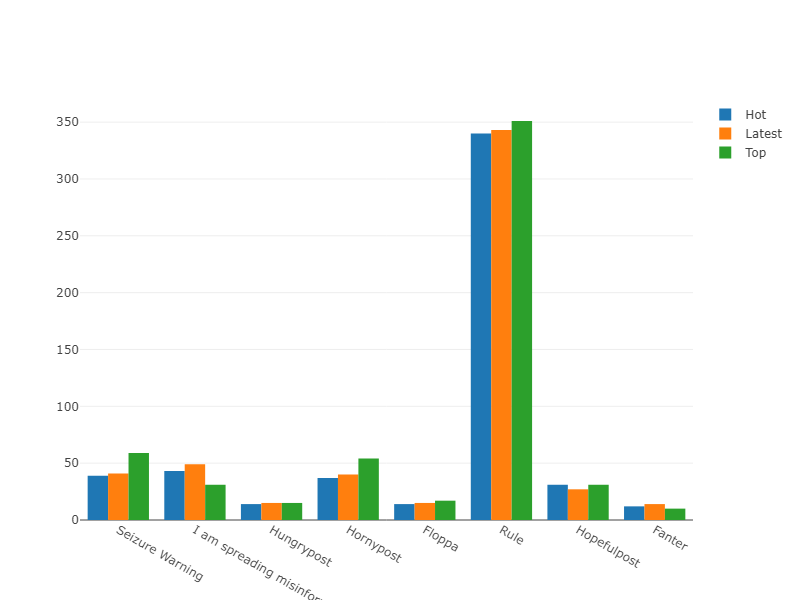 350
300
250
200
150
100
50
0
Hot
Latest
Top
Seizure Warning
I am spreading
Hungrypost
Hornypost
Floppa
Rule
Hopefulpost
Fanter